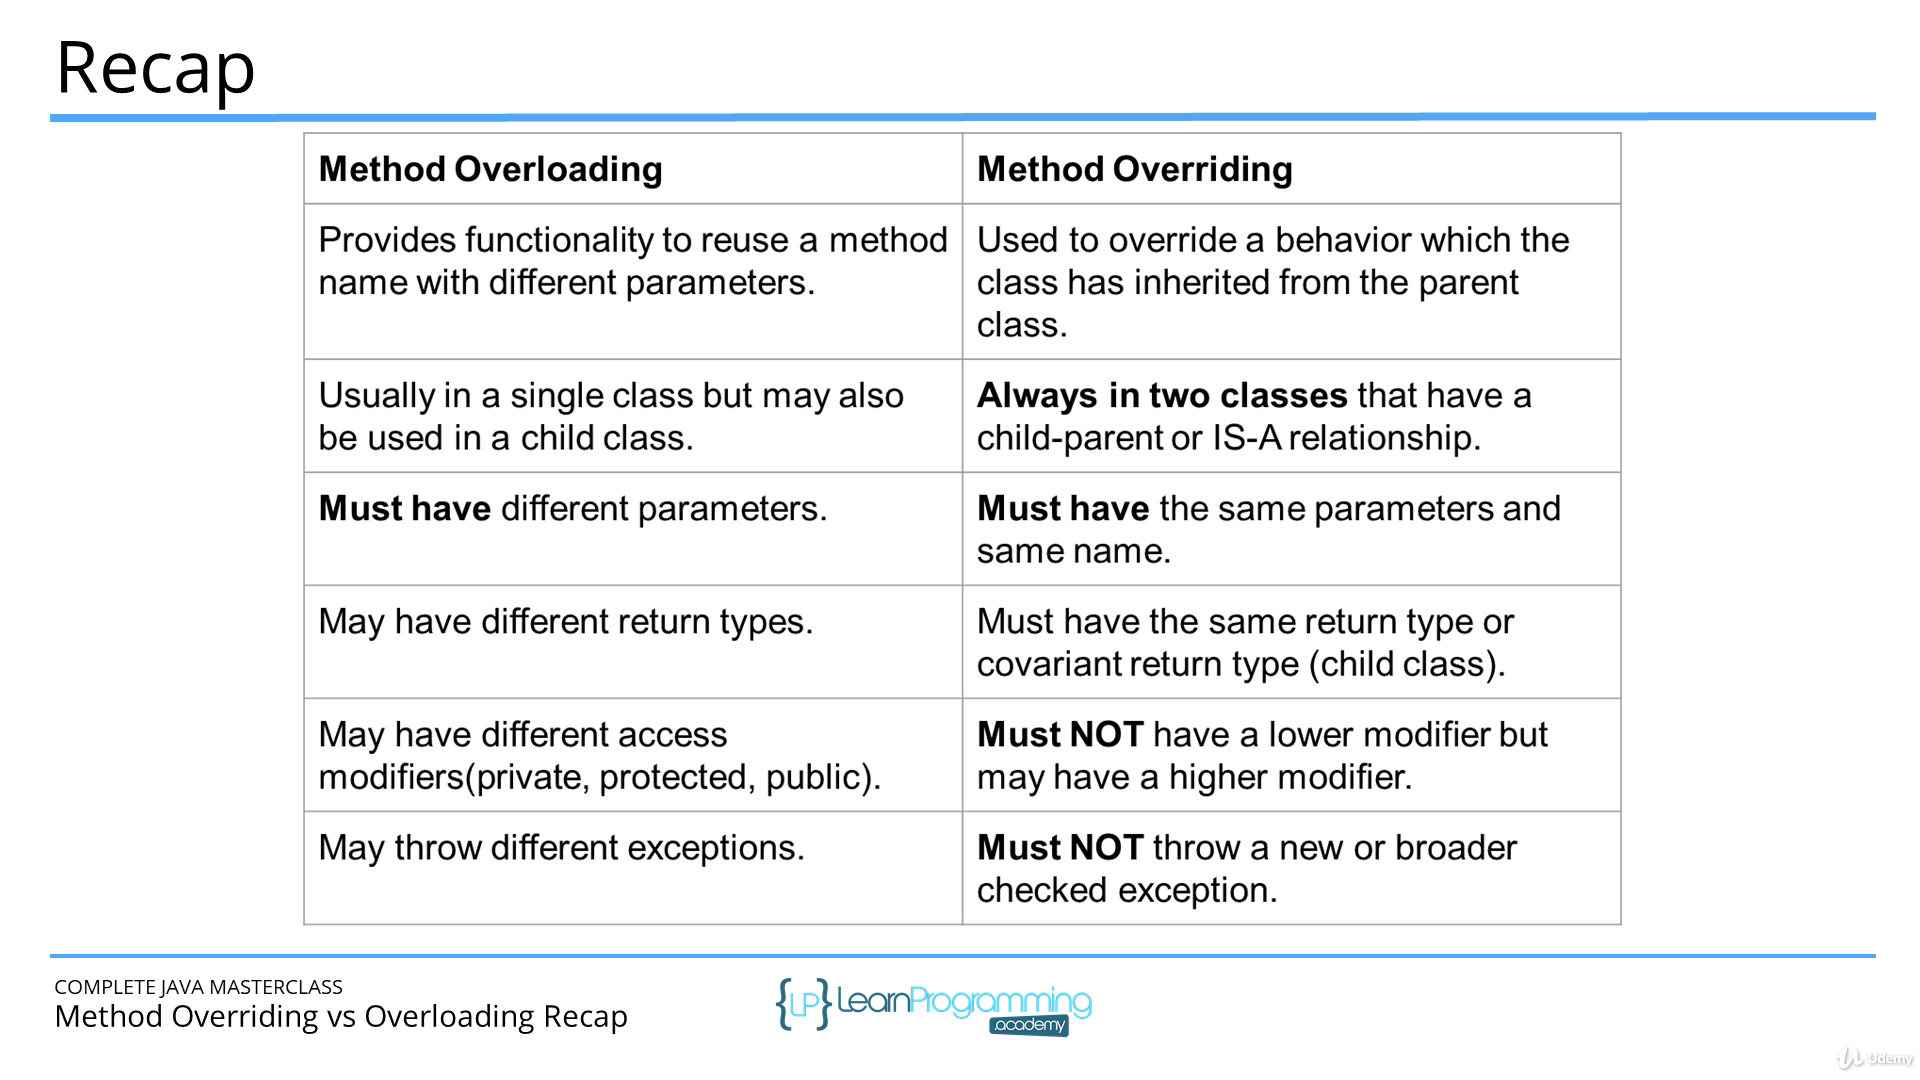 Recap
Method Overloading
Method Overriding
Provides functionality to reuse a method
name with different parameters.
Used to override a behavior which the
class has inherited from the parent
class.
Usually in a single class but may also
be used in a child class.
Always in two classes that have a
child-parent or IS-A relationship.
Must have different parameters.
Must have the same parameters and
same name.
May have different return types.
Must have the same return type or
covariant return type (child class).
May have different access
modifiers(private, protected, public).
Must NOT have a lower modifier but
may have a higher modifier.
May throw different exceptions.
Must NOT throw a new or broader
checked exception.
COMPLETE JAVA MASTERCLASS
Method Overriding vs Overloading Recap
{LP} LearnProgramming
.academy
Udemy